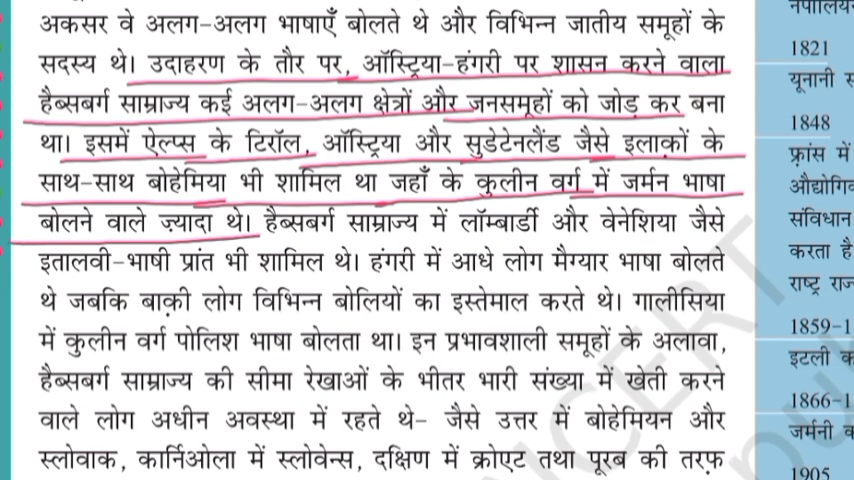 अकसर वे अलग-अलग भाषाएँ बोलते थे और विभिन्न जातीय समूहों के
सदस्य थे। उदाहरण के तौर पर, ऑस्ट्रिया-हंगरी पर शासन करने वाला
हैब्सबर्ग साम्राज्य कई अलग-अलग क्षेत्रों और जनसमूहों को जोड़ कर बना
था। इसमें ऐल्प्स के टिरॉल, ऑस्ट्रिया और सुडेटेनलैंड जैसे इलाक़ों के
साथ-साथ बोहेमिया भी शामिल था जहाँ के कुलीन वर्ग में जर्मन भाषा
बोलने वाले ज़्यादा थे। हैब्सबर्ग साम्राज्य में लॉम्बार्डी और वेनेशिया जैसे
इतालवी-भाषी प्रांत भी शामिल थे। हंगरी में आधे लोग मैग्यार भाषा बोलते
थे जबकि बाक़ी लोग विभिन्न बोलियों का इस्तेमाल करते थे। गालीसिया
में कुलीन वर्ग पोलिश भाषा बोलता था। इन प्रभावशाली समूहों के अलावा,
हैब्सबर्ग साम्राज्य की सीमा रेखाओं के भीतर भारी संख्या में खेती करने
वाले लोग अधीन अवस्था में रहते थे- जैसे उत्तर में बोहेमियन और
स्लोवाक, कार्निओला में स्लोवेन्स, दक्षिण में क्रोएट तथा पूरब की तरफ़
1821
यूनानी
1848
फ़्रांस में
संविधान
करता है
राष्ट्र
1859-1
इटली
1866-1
जर्मनी
1905
NCERT